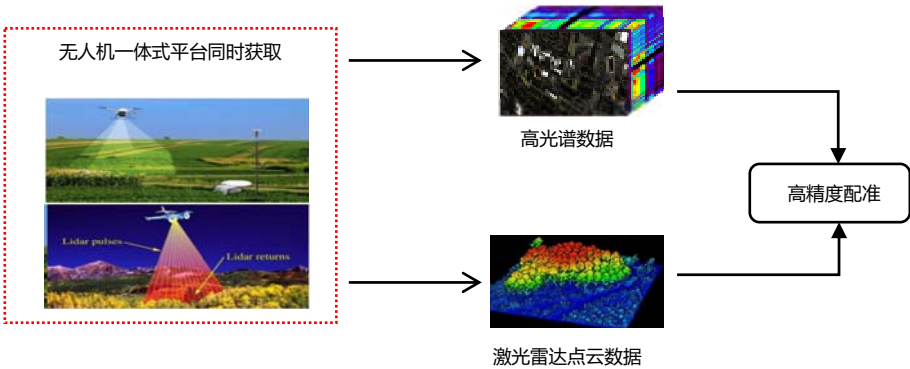 无人机一体式平台同时获取
高光谱数据
高精度配准
Lidar pulses
Lidar returns
激光雷达点云数据